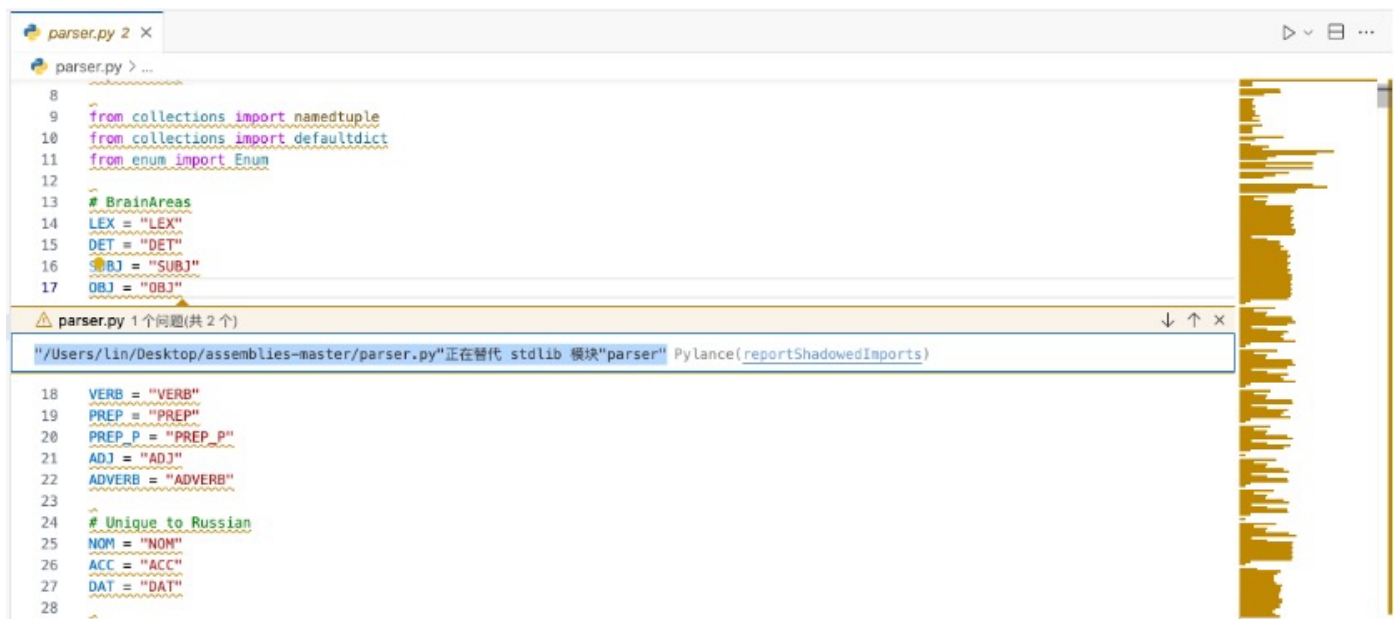 parser.py 2 ×
parser.py > ...
8
9 from collections import namedtuple
10 from collections import defaultdict
11 from enum import Enum
12
13 # BrainAreas
14 LEX = "LEX"
15 DET = "DET"
16 SUBJ = "SUBJ"
17 OBJ = "OBJ"
parser.py 1 个问题(共 2 个)
"/Users/lin/Desktop/assemblies-master/parser.py"正在替代 stdlib 模块"parser" Pylance(reportShadowedImports)
18 VERB = "VERB"
19 PREP = "PREP"
20 PREP_P = "PREP_P"
21 ADJ = "ADJ"
22 ADVERB = "ADVERB"
23
24 # Unique to Russian
25 NOM = "NOM"
26 ACC = "ACC"
27 DAT = "DAT"
28